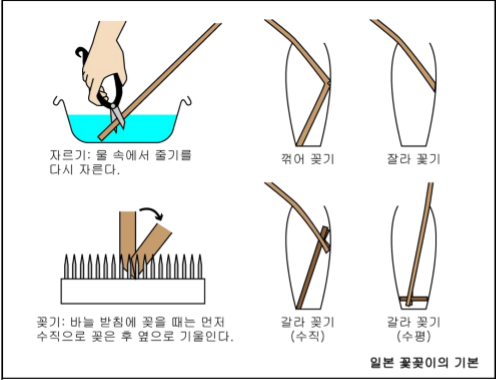 자르기: 물 속에서 줄기를
다시 자른다.
꺾어 꽂기
잘라 꽂기
꽂기: 바늘 받침에 꽂을 때는 먼저
수직으로 꽂은 후 옆으로 기울인다.
갈라 꽂기
(수직)
갈라 꽂기
(수평)
일본 꽃꽂이의 기본